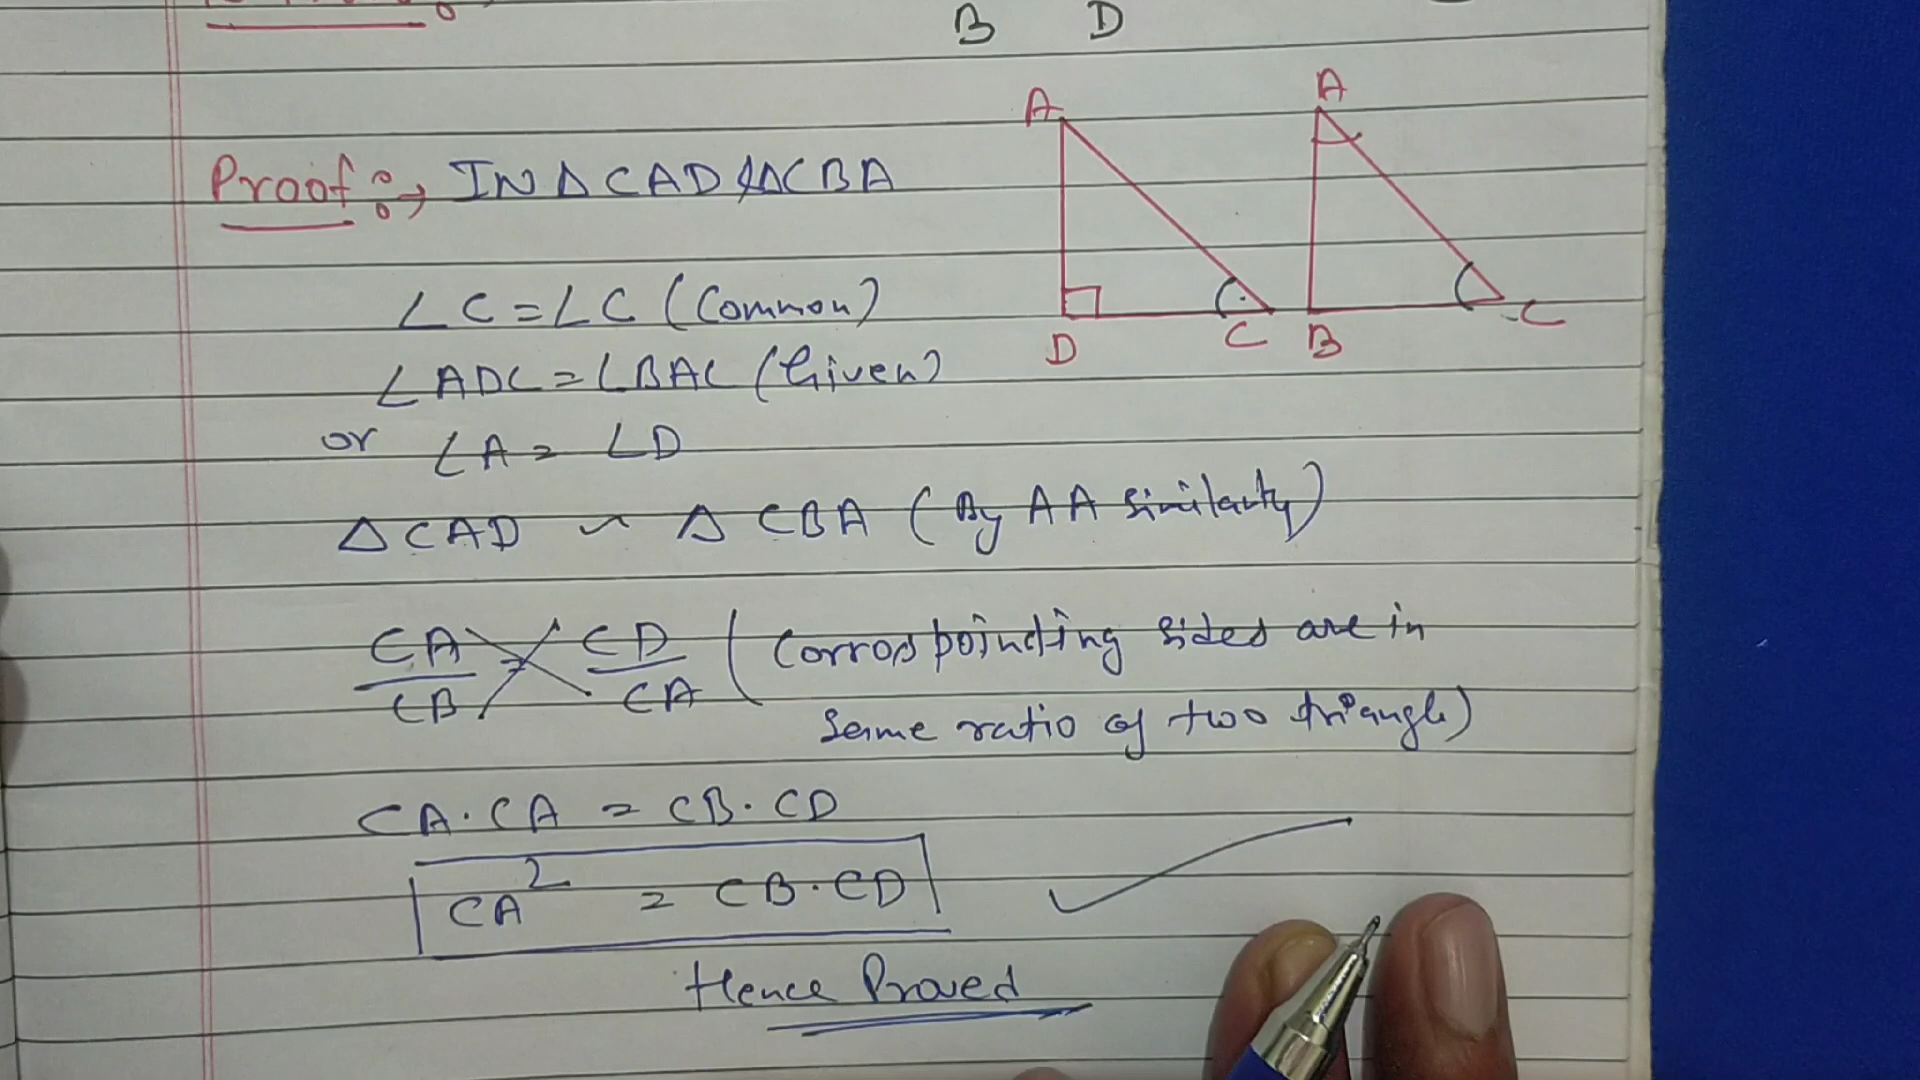 B D
A A
Proof :→ IN Δ CAD & Δ CBA
∠C = ∠C (Common)
D C B C
∠ADC = ∠BAC (Given)
or ∠A = ∠D
Δ CAD ~ Δ CBA (By AA Similarty)
CA/CB = CD/CA (Corrospoinding sides are in
Same ratio of two triangle)
CA·CA = CB·CD
CA² = CB·CD
Hence Proved